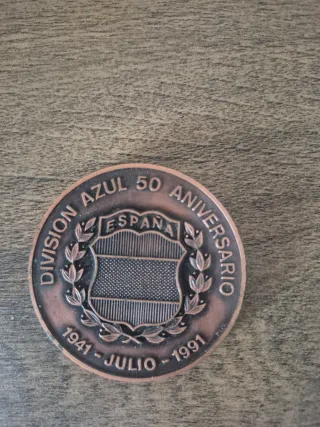 DIVISION AZUL 50 ANIVERSARIO
ESPAÑA
1941 - JULIO - 1991